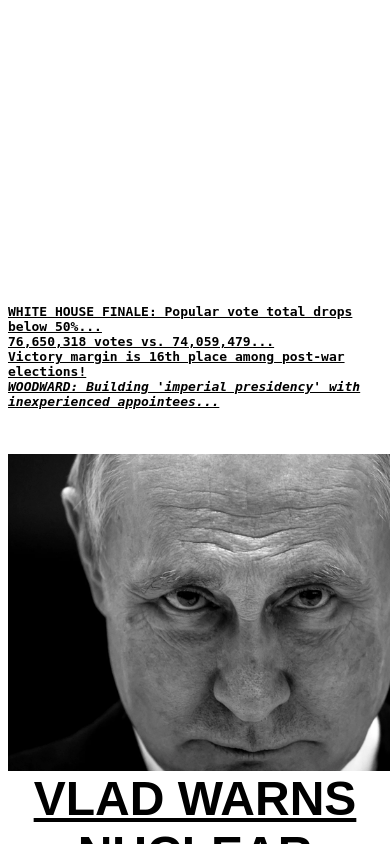 WHITE HOUSE FINALE: Popular vote total drops
below 50%...
76,650,318 votes vs. 74,059,479...
Victory margin is 16th place among post-war
elections!
WOODWARD: Building 'imperial presidency' with
inexperienced appointees...
VLAD WARNS
NUCLEAR